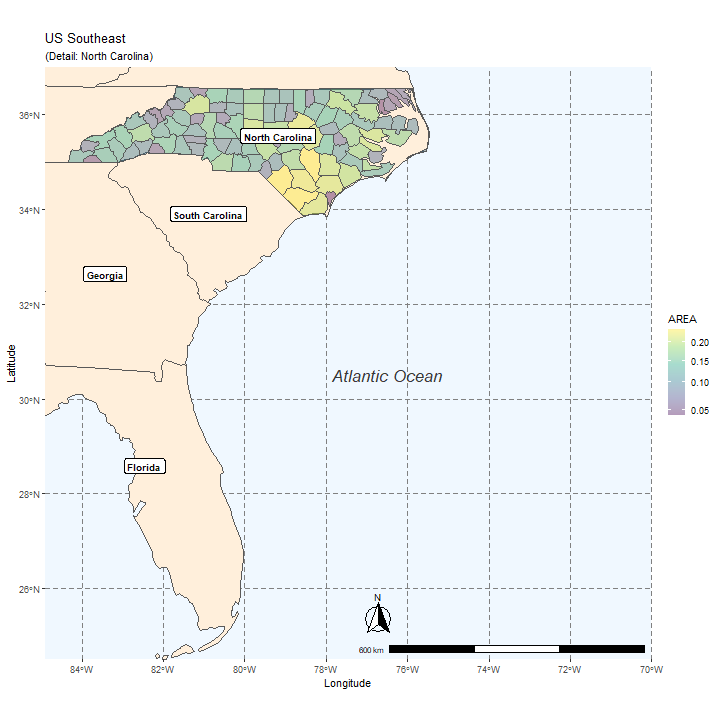 US Southeast
(Detail: North Carolina)
36°N
34°N
32°N
30°N
28°N
26°N
Latitude
North Carolina
South Carolina
Georgia
Atlantic Ocean
Florida
N
600 km
84°W
82°W
80°W
78°W
76°W
74°W
72°W
70°W
Longitude
AREA
0.20
0.15
0.10
0.05